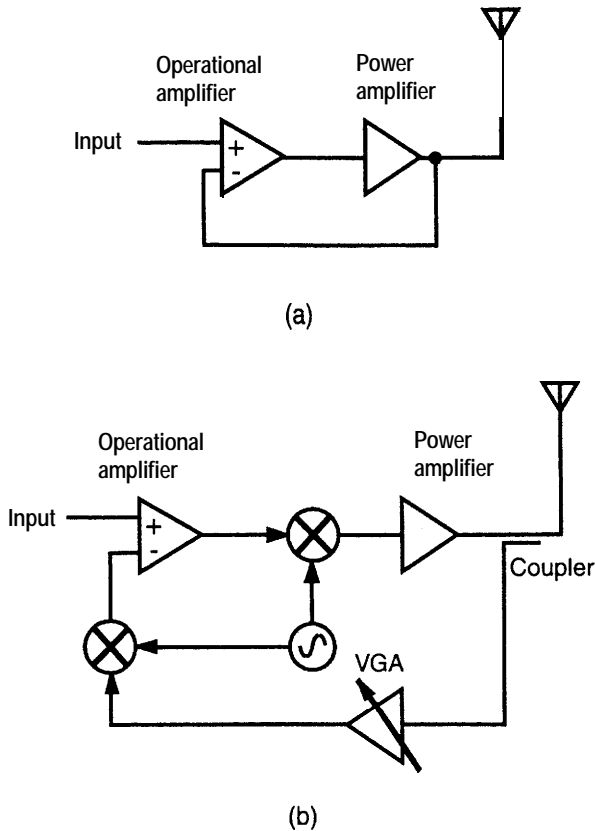 Operational
amplifier
Power
amplifier
Input
+
-
(a)
Operational
amplifier
Power
amplifier
Input
+
-
Coupler
VGA
(b)